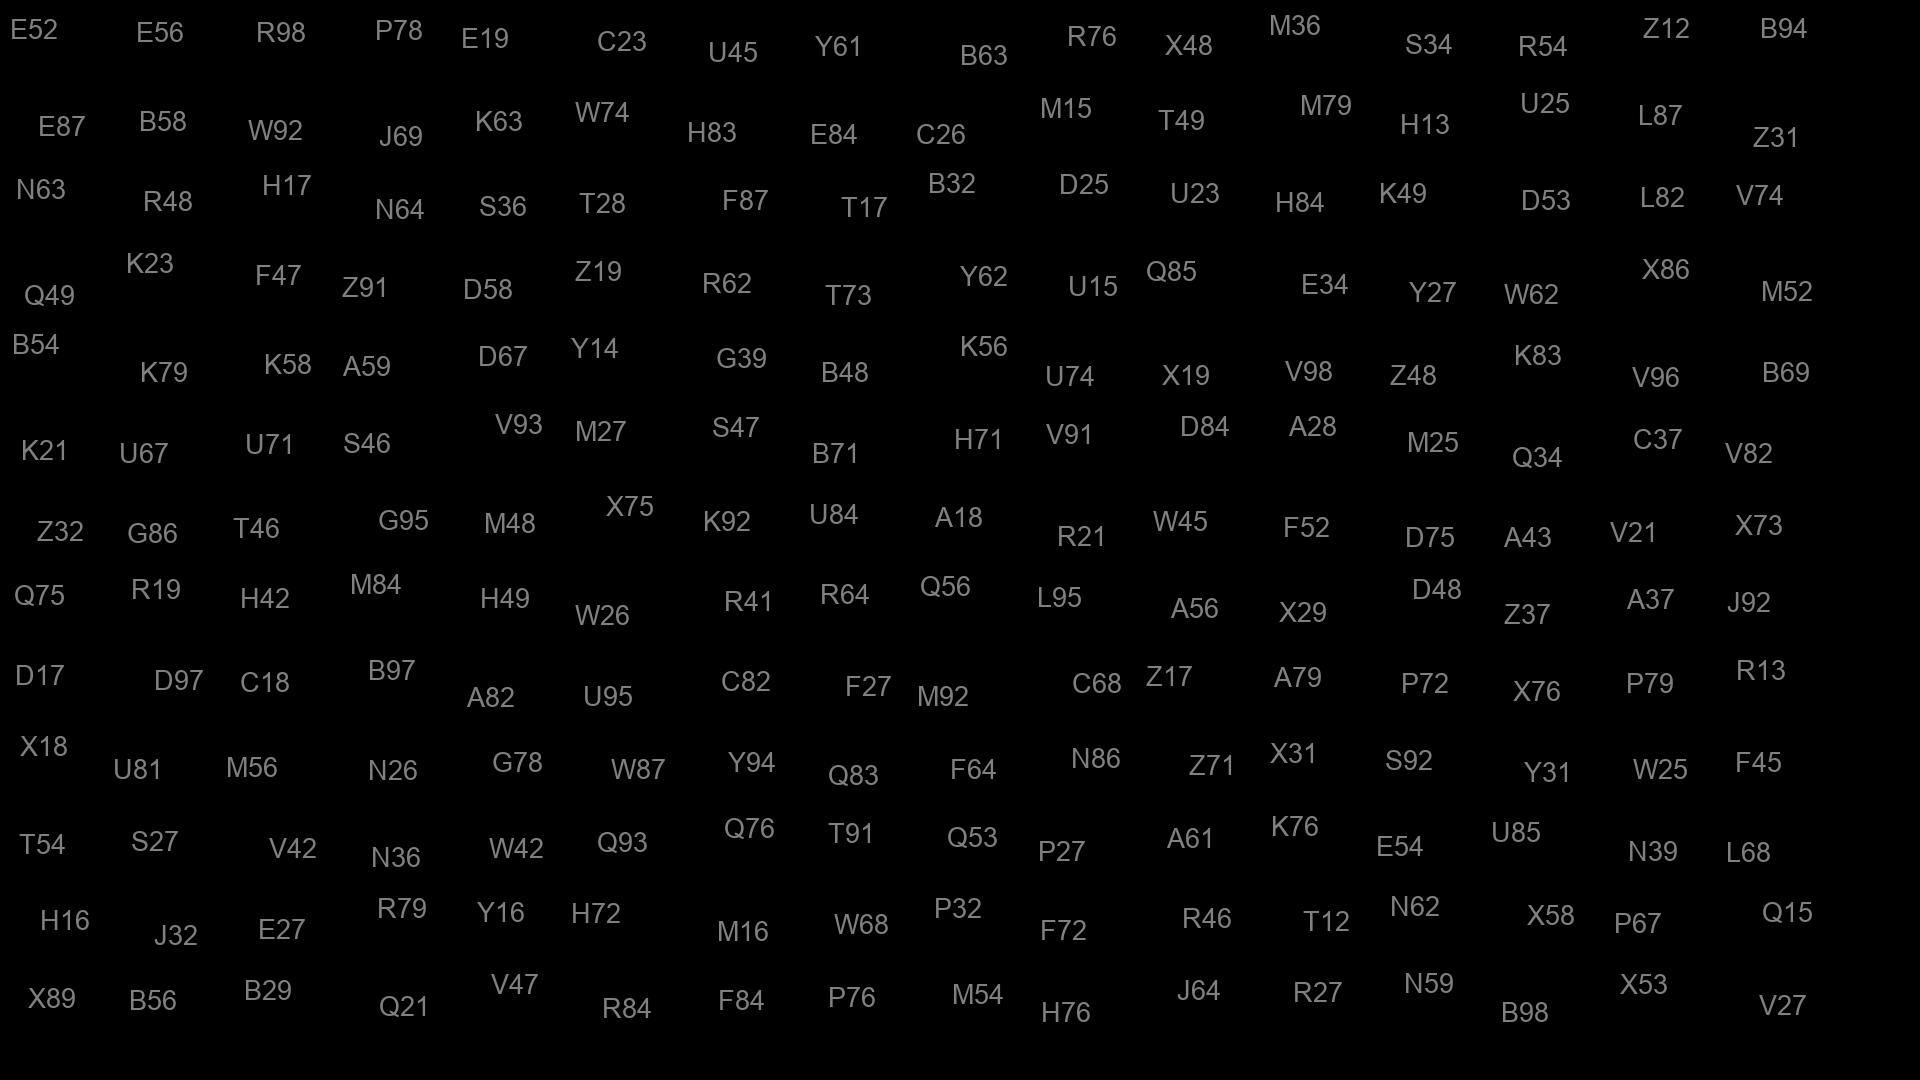 E52 E56 R98 P78 E19 C23 U45 Y61 B63 R76 X48 M36 S34 R54 Z12 B94
E87 B58 W92 J69 K63 W74 H83 E84 C26 M15 T49 M79 H13 U25 L87 Z31
N63 R48 H17 N64 S36 T28 F87 T17 B32 D25 U23 H84 K49 D53 L82 V74
Q49 K23 F47 Z91 D58 Z19 R62 T73 Y62 U15 Q85 E34 Y27 W62 X86 M52
B54 K79 K58 A59 D67 Y14 G39 B48 K56 U74 X19 V98 Z48 K83 V96 B69
K21 U67 U71 S46 V93 M27 S47 B71 H71 V91 D84 A28 M25 Q34 C37 V82
Z32 G86 T46 G95 M48 X75 K92 U84 A18 R21 W45 F52 D75 A43 V21 X73
Q75 R19 H42 M84 H49 W26 R41 R64 Q56 L95 A56 X29 D48 Z37 A37 J92
D17 D97 C18 B97 A82 U95 C82 F27 M92 C68 Z17 A79 P72 X76 P79 R13
X18 U81 M56 N26 G78 W87 Y94 Q83 F64 N86 Z71 X31 S92 Y31 W25 F45
T54 S27 V42 N36 W42 Q93 Q76 T91 Q53 P27 A61 K76 E54 U85 N39 L68
H16 J32 E27 R79 Y16 H72 M16 W68 P32 F72 R46 T12 N62 X58 P67 Q15
X89 B56 B29 Q21 V47 R84 F84 P76 M54 H76 J64 R27 N59 B98 X53 V27